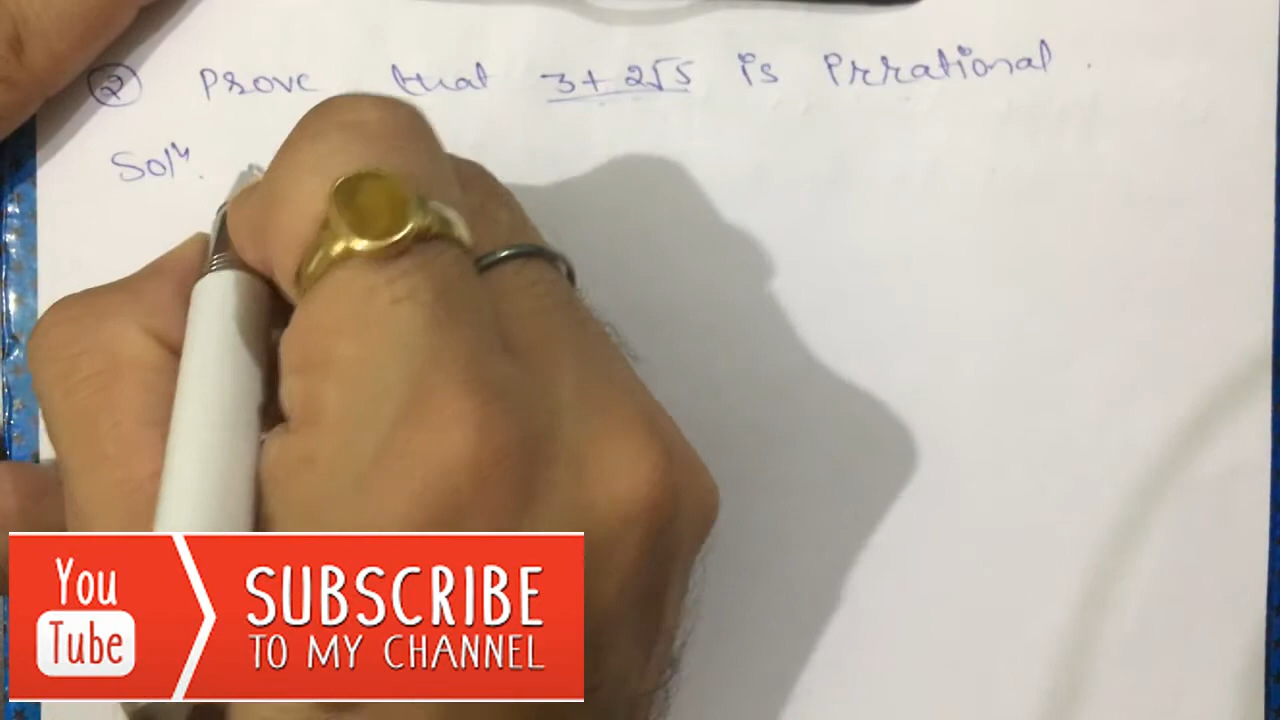 ② Prove that 3+2√5 is Irrational.
Solⁿ.
You
Tube
SUBSCRIBE
TO MY CHANNEL